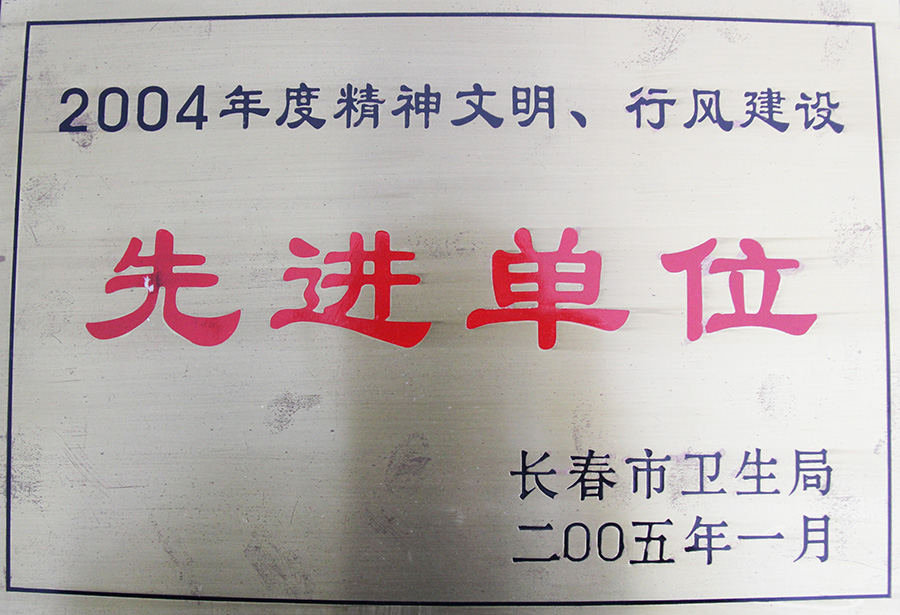 2004年度精神文明、行风建设
先进单位
长春市卫生局
二00五年一月